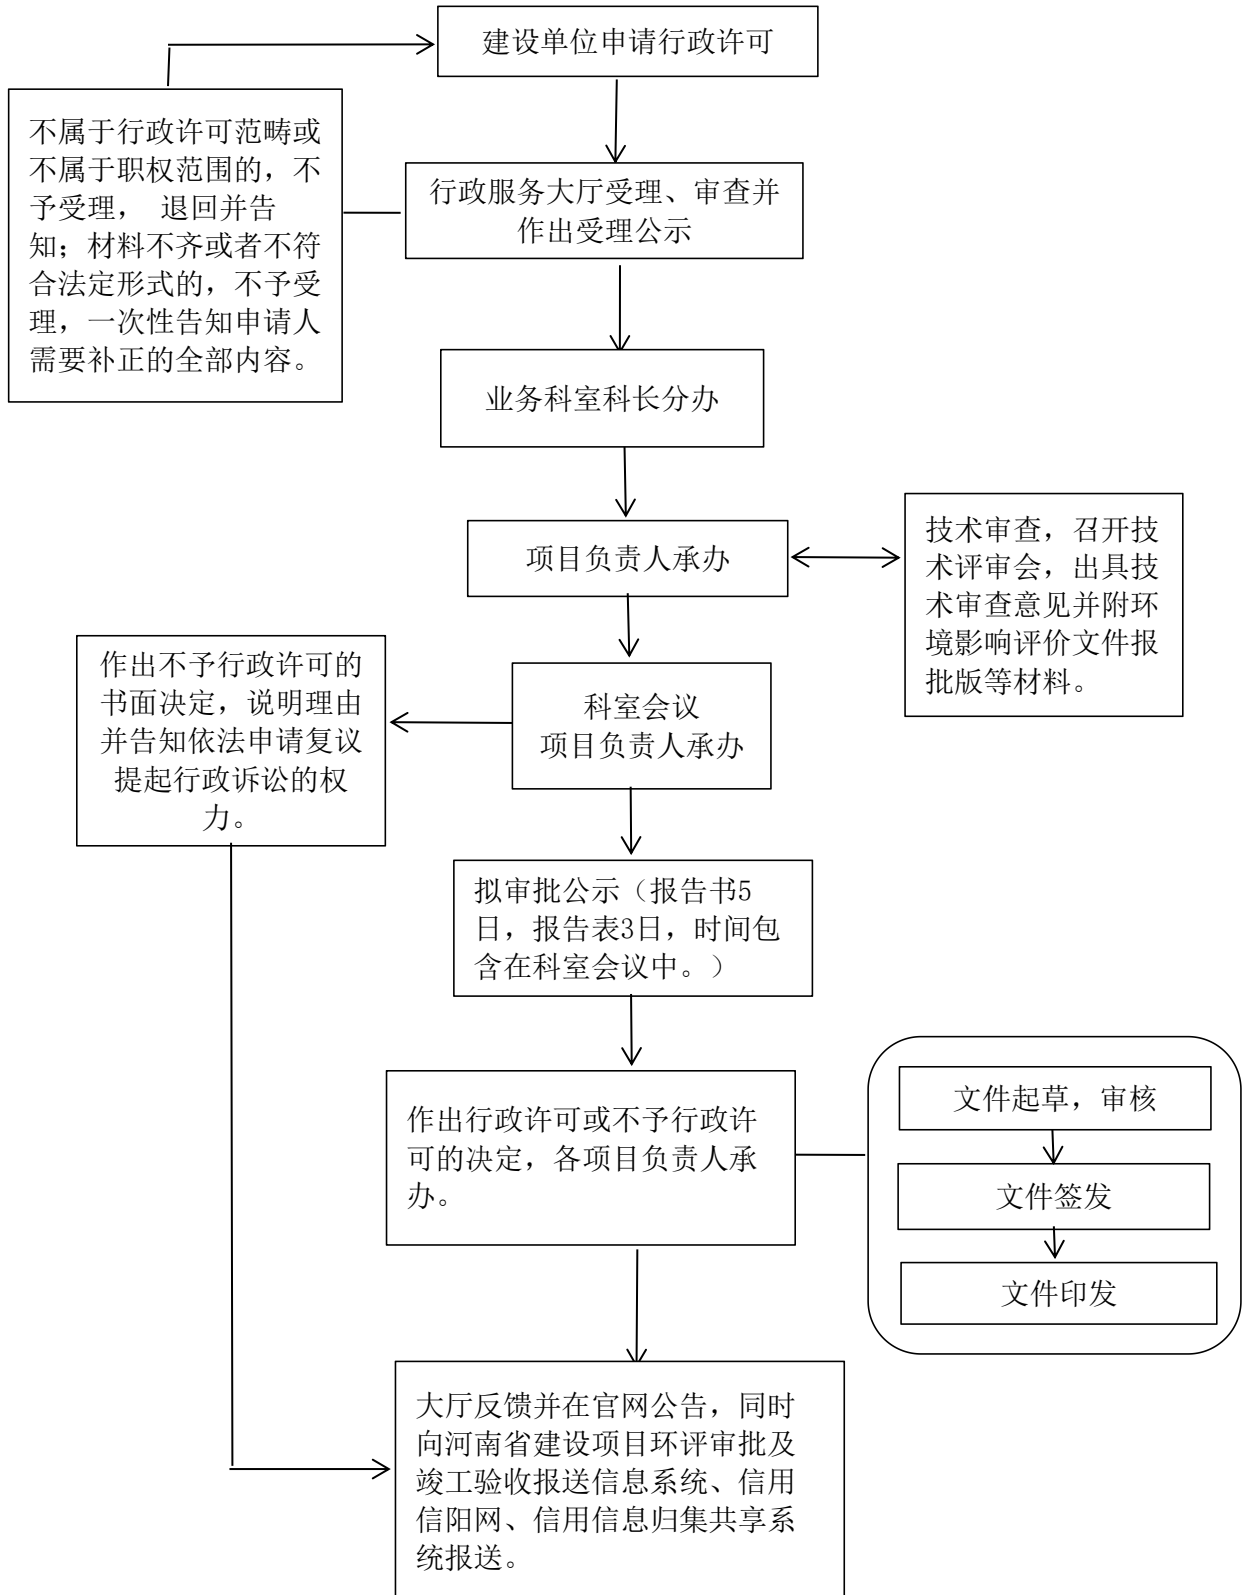 建设单位申请行政许可
不属于行政许可范畴或
不属于职权范围的，不
予受理， 退回并告
知；材料不齐或者不符
合法定形式的，不予受
理，一次性告知申请人
需要补正的全部内容。
行政服务大厅受理、审查并
作出受理公示
业务科室科长分办
项目负责人承办
技术审查，召开技
术评审会，出具技
术审查意见并附环
境影响评价文件报
批版等材料。
作出不予行政许可的
书面决定，说明理由
并告知依法申请复议
提起行政诉讼的权
力。
科室会议
项目负责人承办
拟审批公示（报告书5
日，报告表3日，时间包
含在科室会议中。）
作出行政许可或不予行政许
可的决定，各项目负责人承
办。
文件起草，审核
文件签发
文件印发
大厅反馈并在官网公告，同时
向河南省建设项目环评审批及
竣工验收报送信息系统、信用
信阳网、信用信息归集共享系
统报送。